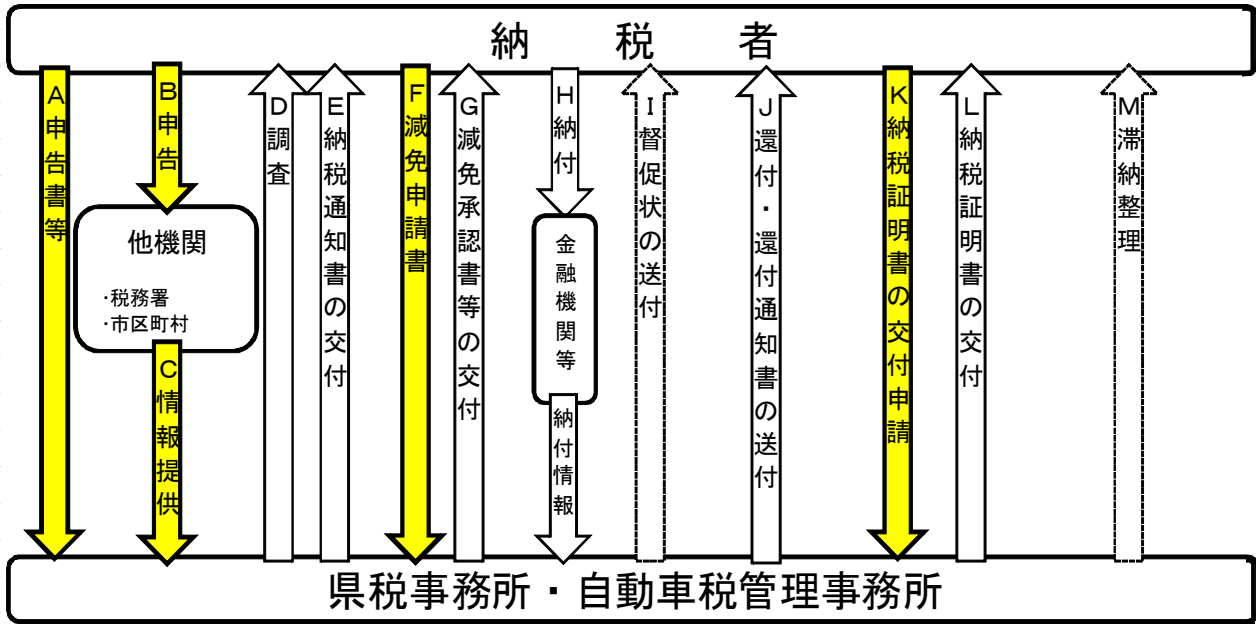 納税者
A申告書等
B申告
他機関
・税務署
・市区町村
C情報提供
D調査
E納税通知書の交付
F減免申請書
G減免承認書等の交付
H納付
金融機関等
納付情報
I督促状の送付
J還付・還付通知書の送付
K納税証明書の交付申請
L納税証明書の交付
M滞納整理
県税事務所・自動車税管理事務所